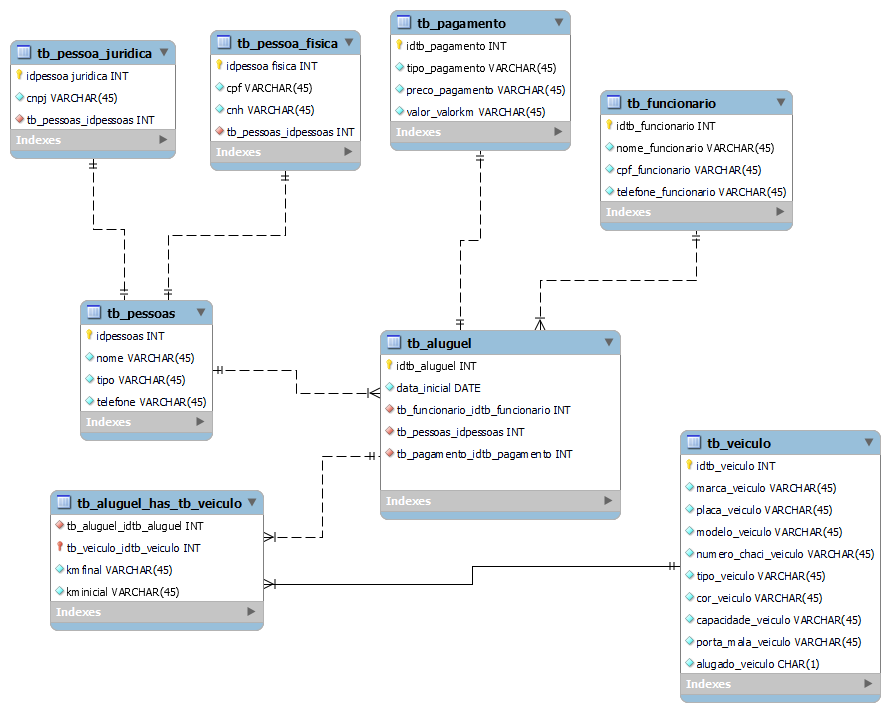 tb_pessoa_juridica
idpessoa juridica INT
cnpj VARCHAR(45)
tb_pessoas_idpessoas INT
Indexes
tb_pessoa_fisica
idpessoa fisica INT
cpf VARCHAR(45)
cnh VARCHAR(45)
tb_pessoas_idpessoas INT
Indexes
tb_pagamento
idtb_pagamento INT
tipo_pagamento VARCHAR(45)
preco_pagamento VARCHAR(45)
valor_valorkm VARCHAR(45)
Indexes
tb_funcionario
idtb_funcionario INT
nome_funcionario VARCHAR(45)
cpf_funcionario VARCHAR(45)
telefone_funcionario VARCHAR(45)
Indexes
tb_pessoas
idpessoas INT
nome VARCHAR(45)
tipo VARCHAR(45)
telefone VARCHAR(45)
Indexes
tb_aluguel
idtb_aluguel INT
data_inicial DATE
tb_funcionario_idtb_funcionario INT
tb_pessoas_idpessoas INT
tb_pagamento_idtb_pagamento INT
Indexes
tb_aluguel_has_tb_veiculo
tb_aluguel_idtb_aluguel INT
tb_veiculo_idtb_veiculo INT
kmfinal VARCHAR(45)
kminicial VARCHAR(45)
Indexes
tb_veiculo
idtb_veiculo INT
marca_veiculo VARCHAR(45)
placa_veiculo VARCHAR(45)
modelo_veiculo VARCHAR(45)
numero_chaci_veiculo VARCHAR(45)
tipo_veiculo VARCHAR(45)
cor_veiculo VARCHAR(45)
capacidade_veiculo VARCHAR(45)
porta_mala_veiculo VARCHAR(45)
alugado_veiculo CHAR(1)
Indexes